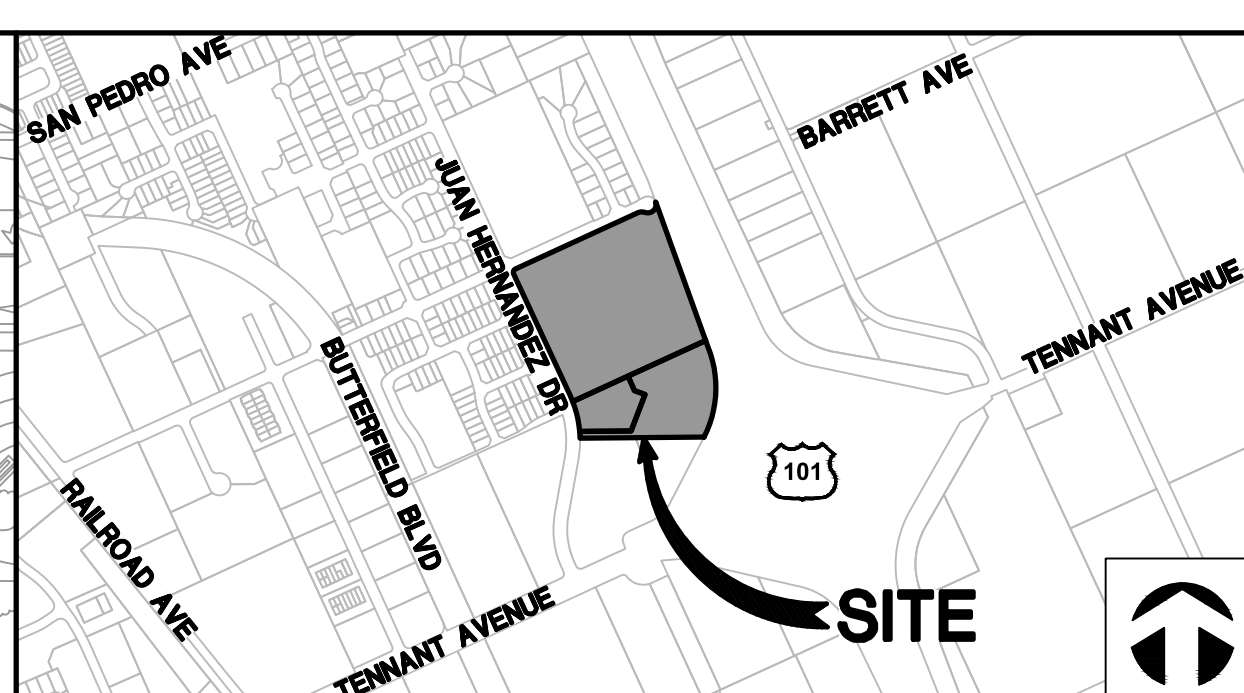 SAN PEDRO AVE
BARRETT AVE
JUAN HERNANDEZ DR
TENNANT AVENUE
BUTTERFIELD BLVD
101
RAILROAD AVE
SITE
TENNANT AVENUE